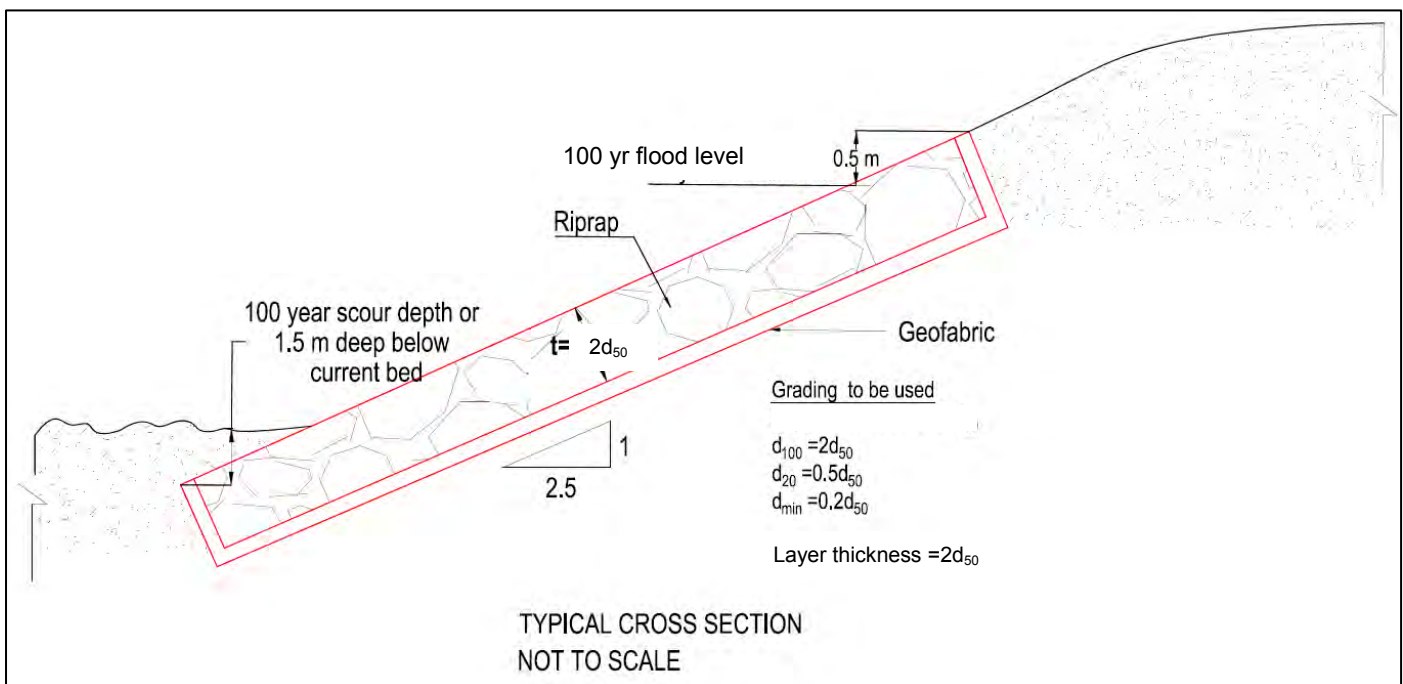 100 yr flood level
0.5 m
Riprap
100 year scour depth or
1.5 m deep below
current bed
t= 2d₅₀
Geofabric
Grading to be used
1
2.5
d₁₀₀ =2d₅₀
d₂₀ =0.5d₅₀
dₘᵢₙ =0.2d₅₀
Layer thickness =2d₅₀
TYPICAL CROSS SECTION
NOT TO SCALE